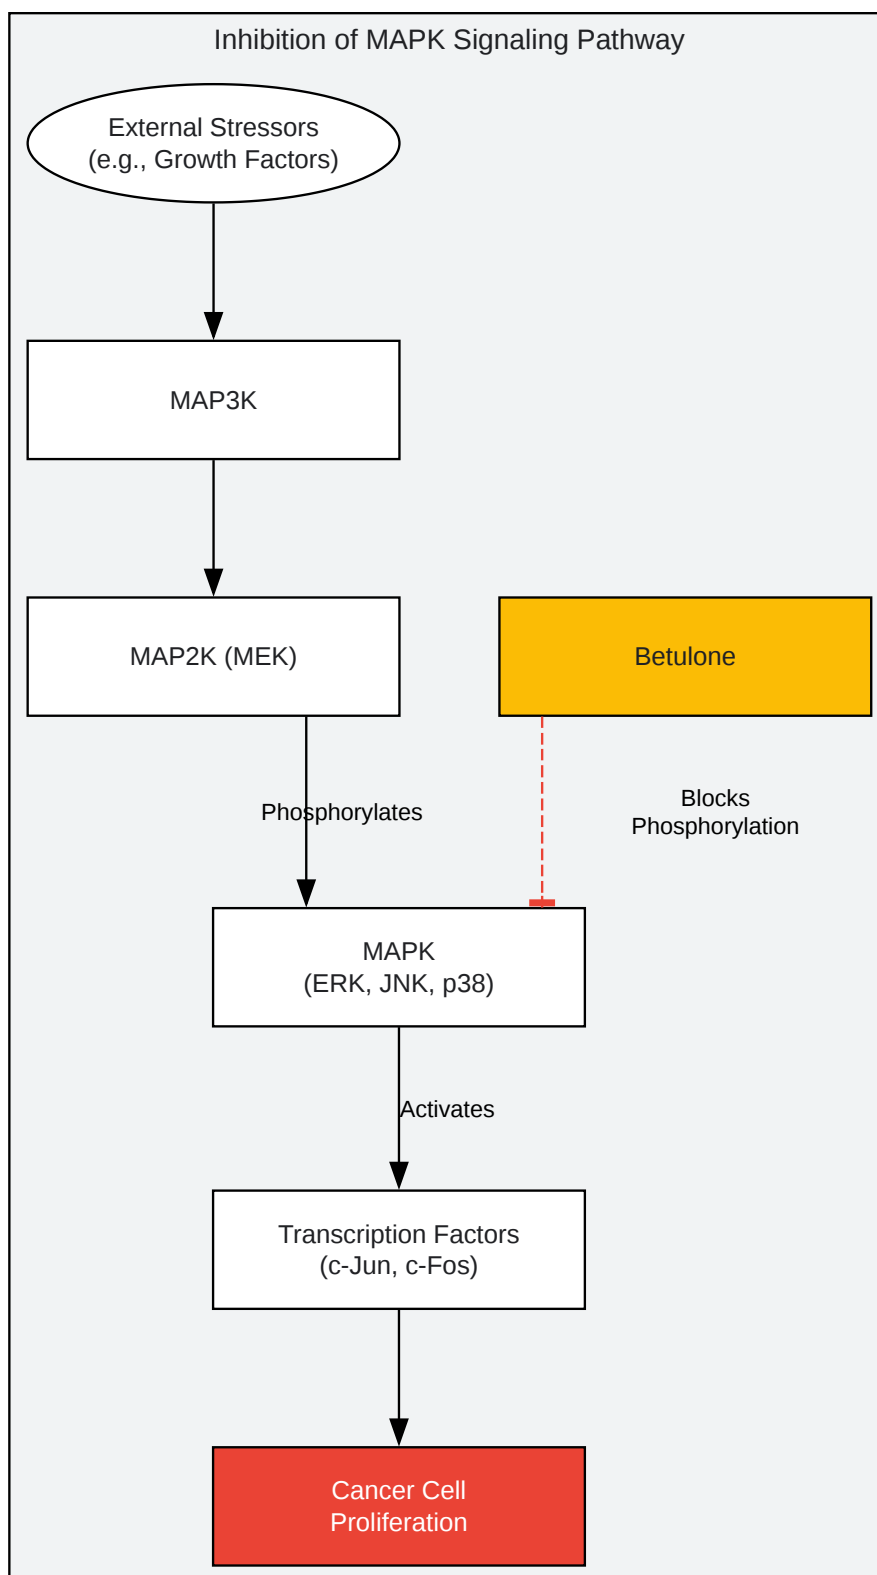 Inhibition of MAPK Signaling Pathway
External Stressors
(e.g., Growth Factors)
MAP3K
MAP2K (MEK)
Betulone
Phosphorylates
Blocks
Phosphorylation
MAPK
(ERK, JNK, p38)
Activates
Transcription Factors
(c-Jun, c-Fos)
Cancer Cell
Proliferation